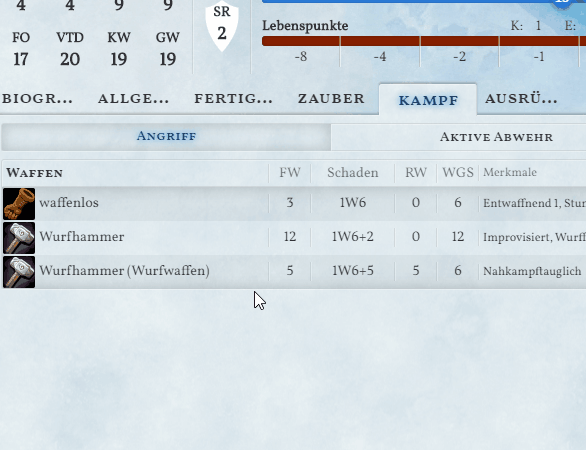 4 4 9 9
FO VTD KW GW
17 20 19 19
SR
2
Lebenspunkte K: 1 E:
-8 -4 -2 -1
BIOGR... ALLGE... FERTIG... ZAUBER KAMPF AUSRÜ...
ANGRIFF AKTIVE ABWEHR
WAFFEN FW Schaden RW WGS Merkmale
waffenlos 3 1W6 0 6 Entwaffnend 1,
Wurfhammer 12 1W6+2 0 12 Improvisiert,
Wurfhammer (Wurfwaffen) 5 1W6+5 5 6 Nahkampftauglich